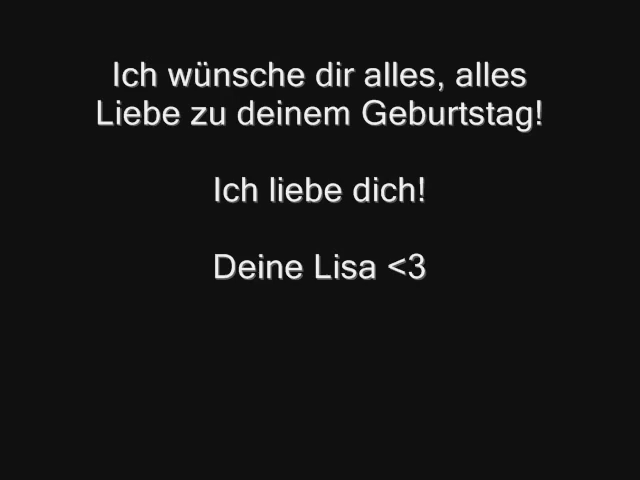 Ich wünsche dir alles, alles
Liebe zu deinem Geburtstag!
Ich liebe dich!
Deine Lisa <3